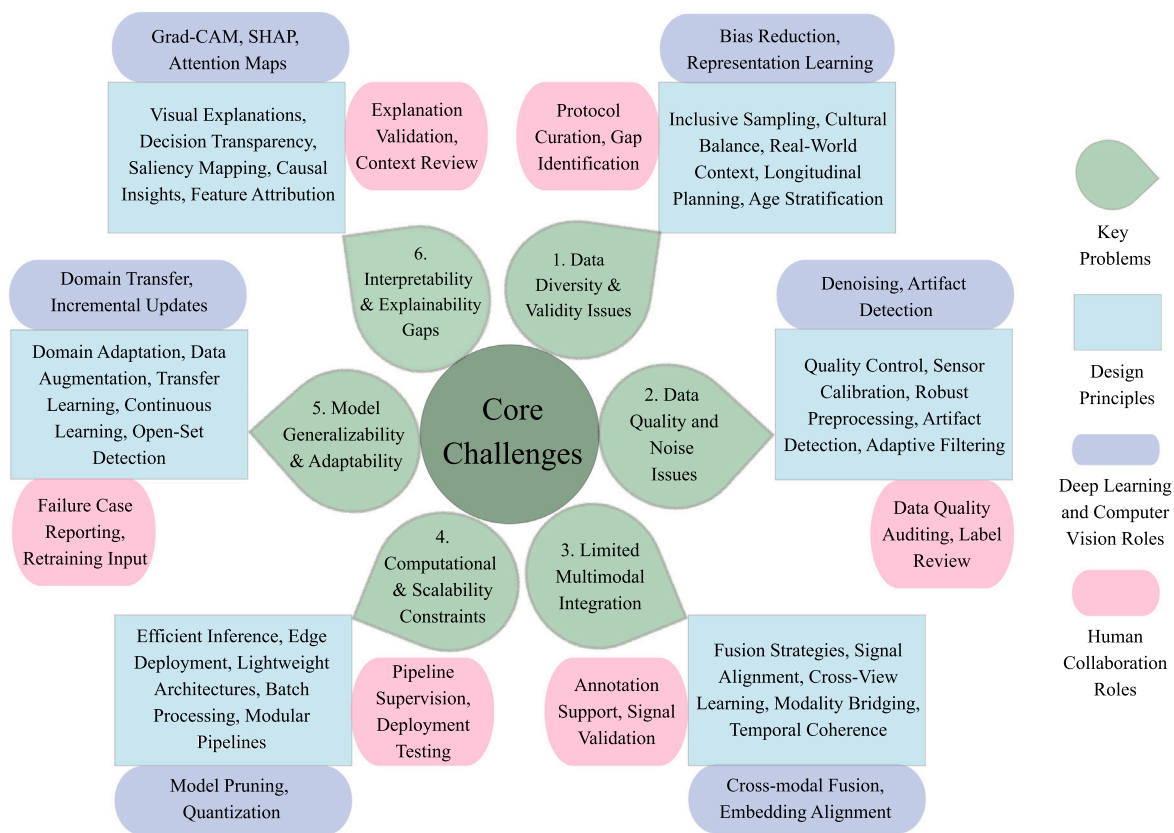 Grad-CAM, SHAP,
Attention Maps
Visual Explanations,
Decision Transparency,
Saliency Mapping, Causal
Insights, Feature Attribution
Explanation
Validation,
Context Review
6.
Interpretability
& Explainability
Gaps
Bias Reduction,
Representation Learning
Protocol
Curation, Gap
Identification
Inclusive Sampling, Cultural
Balance, Real-World
Context, Longitudinal
Planning, Age Stratification
1. Data
Diversity &
Validity Issues
Domain Transfer,
Incremental Updates
Domain Adaptation, Data
Augmentation, Transfer
Learning, Continuous
Learning, Open-Set
Detection
Failure Case
Reporting,
Retraining Input
5. Model
Generalizability
& Adaptability
Core
Challenges
2. Data
Quality and
Noise
Issues
Denoising, Artifact
Detection
Quality Control, Sensor
Calibration, Robust
Preprocessing, Artifact
Detection, Adaptive Filtering
Data Quality
Auditing, Label
Review
4.
Computational
& Scalability
Constraints
Efficient Inference, Edge
Deployment, Lightweight
Architectures, Batch
Processing, Modular
Pipelines
Pipeline
Supervision,
Deployment
Testing
Model Pruning,
Quantization
3. Limited
Multimodal
Integration
Annotation
Support, Signal
Validation
Fusion Strategies, Signal
Alignment, Cross-View
Learning, Modality Bridging,
Temporal Coherence
Cross-modal Fusion,
Embedding Alignment
Key
Problems
Design
Principles
Deep Learning
and Computer
Vision Roles
Human
Collaboration
Roles